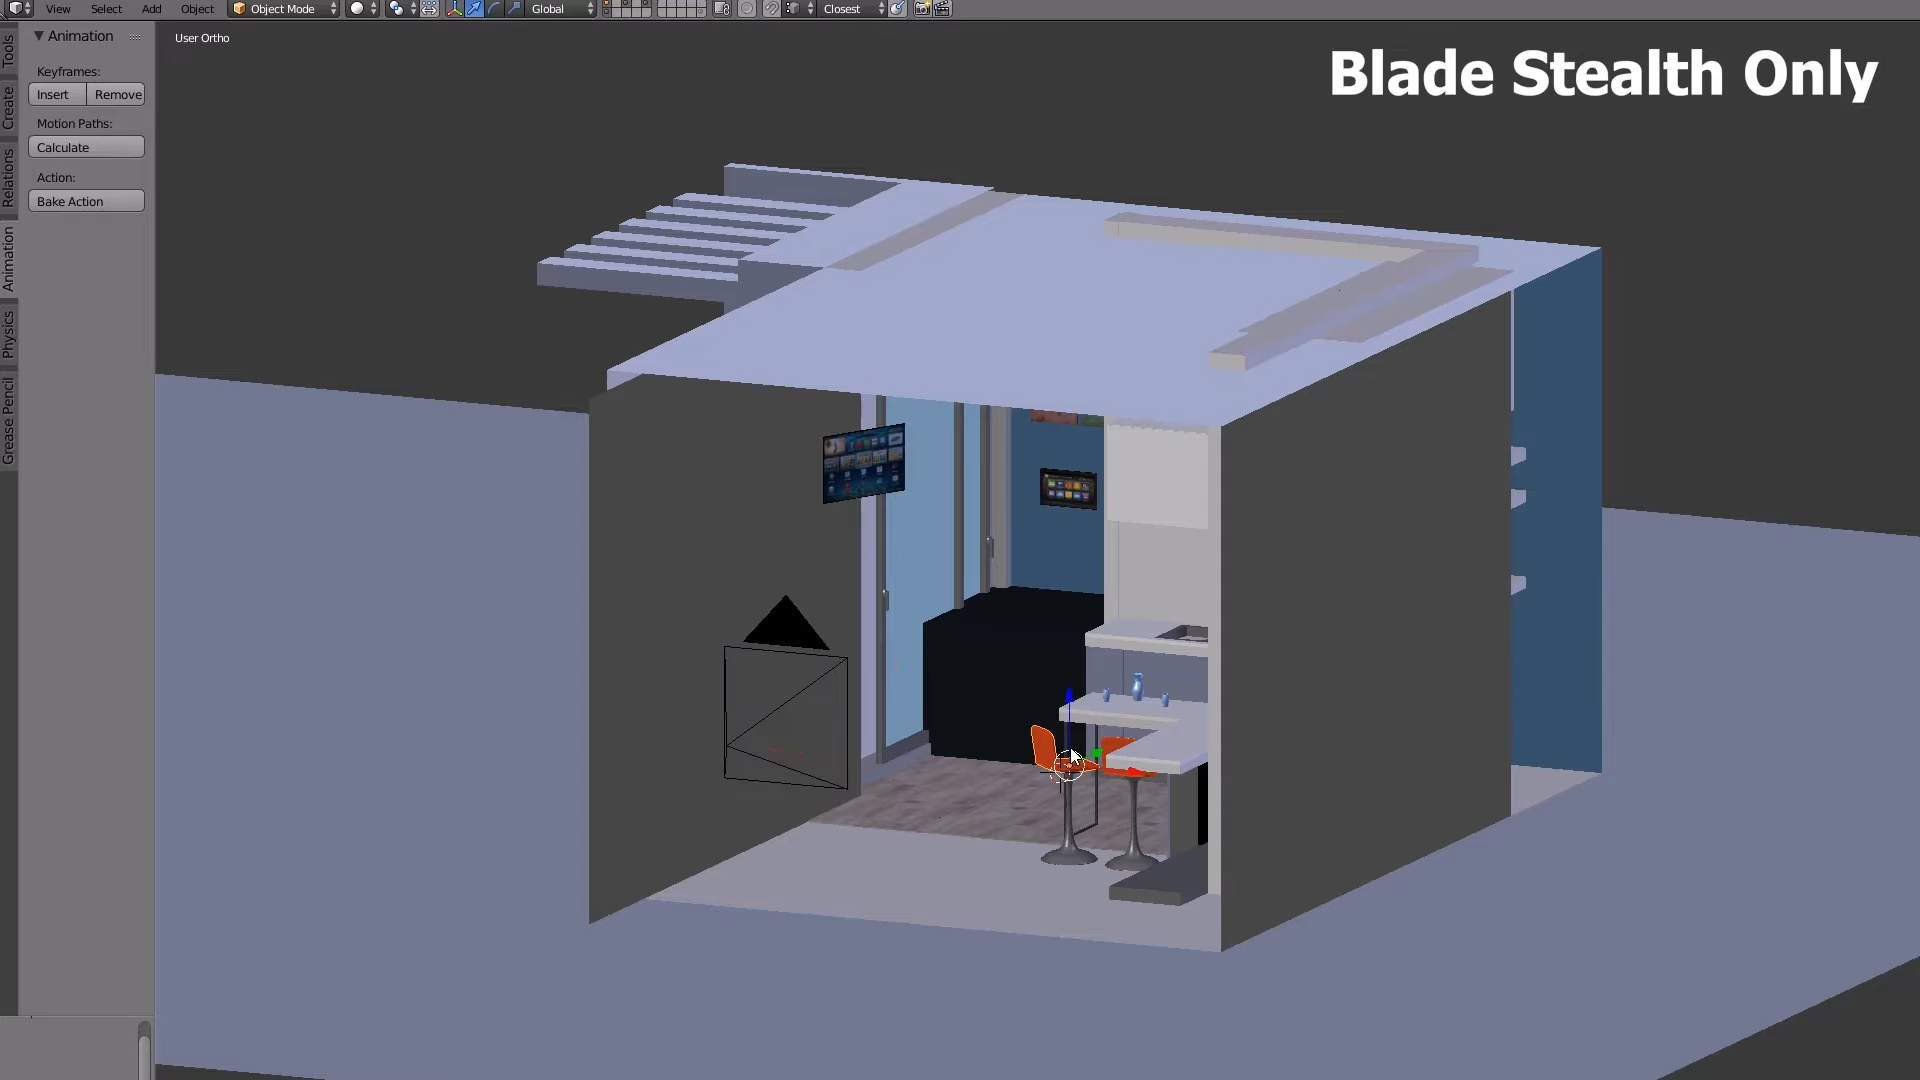 View Select Add Object Object Mode Global Closest
Animation
User Ortho
Blade Stealth Only
Keyframes:
Insert Remove
Motion Paths:
Calculate
Action:
Bake Action
Tools
Create
Relations
Animation
Physics
Grease Pencil